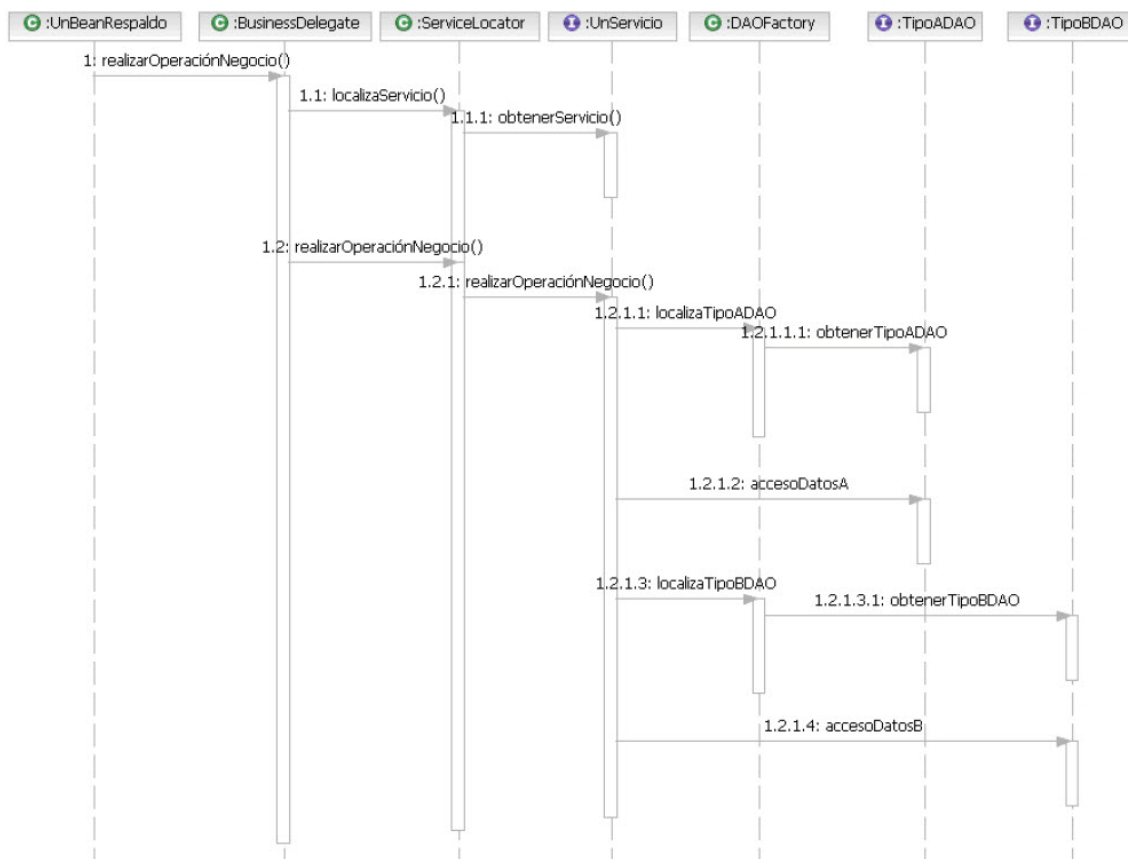 :UnBeanRespaldo
:BusinessDelegate
:ServiceLocator
:UnServicio
:DAOFactory
:TipoADAO
:TipoBDAO
1: realizarOperaciónNegocio()
1.1: localizaServicio()
1.1.1: obtenerServicio()
1.2: realizarOperaciónNegocio()
1.2.1: realizarOperaciónNegocio()
1.2.1.1: localizaTipoADAO
1.2.1.1.1: obtenerTipoADAO
1.2.1.2: accesoDatosA
1.2.1.3: localizaTipoBDAO
1.2.1.3.1: obtenerTipoBDAO
1.2.1.4: accesoDatosB